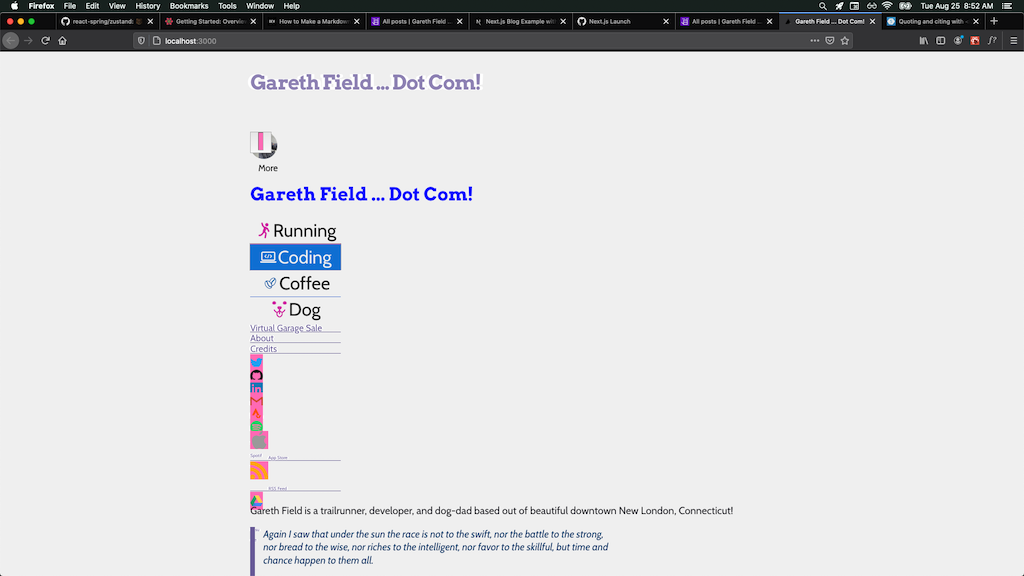 Firefox File Edit View History Bookmarks Tools Window Help Tue Aug 25 8:52 AM
react-spring/zustand: Getting Started: Overview How to Make a Markdown All posts | Gareth Field Next.js Blog Example with Next.js Launch All posts | Gareth Field Gareth Field ... Dot Com! Quoting and citing with <
localhost:3000
Gareth Field ... Dot Com!
More
Gareth Field ... Dot Com!
Running
Coding
Coffee
Dog
Virtual Garage Sale
About
Credits
Spotify App Store
RSS Feed
Gareth Field is a trailrunner, developer, and dog-dad based out of beautiful downtown New London, Connecticut!
Again I saw that under the sun the race is not to the swift, nor the battle to the strong,
nor bread to the wise, nor riches to the intelligent, nor favor to the skillful, but time and
chance happen to them all.